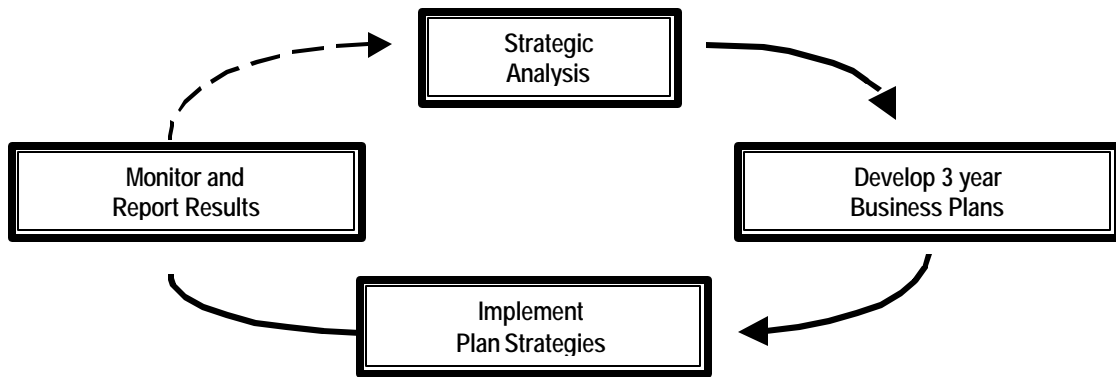 Strategic
Analysis
Develop 3 year
Business Plans
Implement
Plan Strategies
Monitor and
Report Results